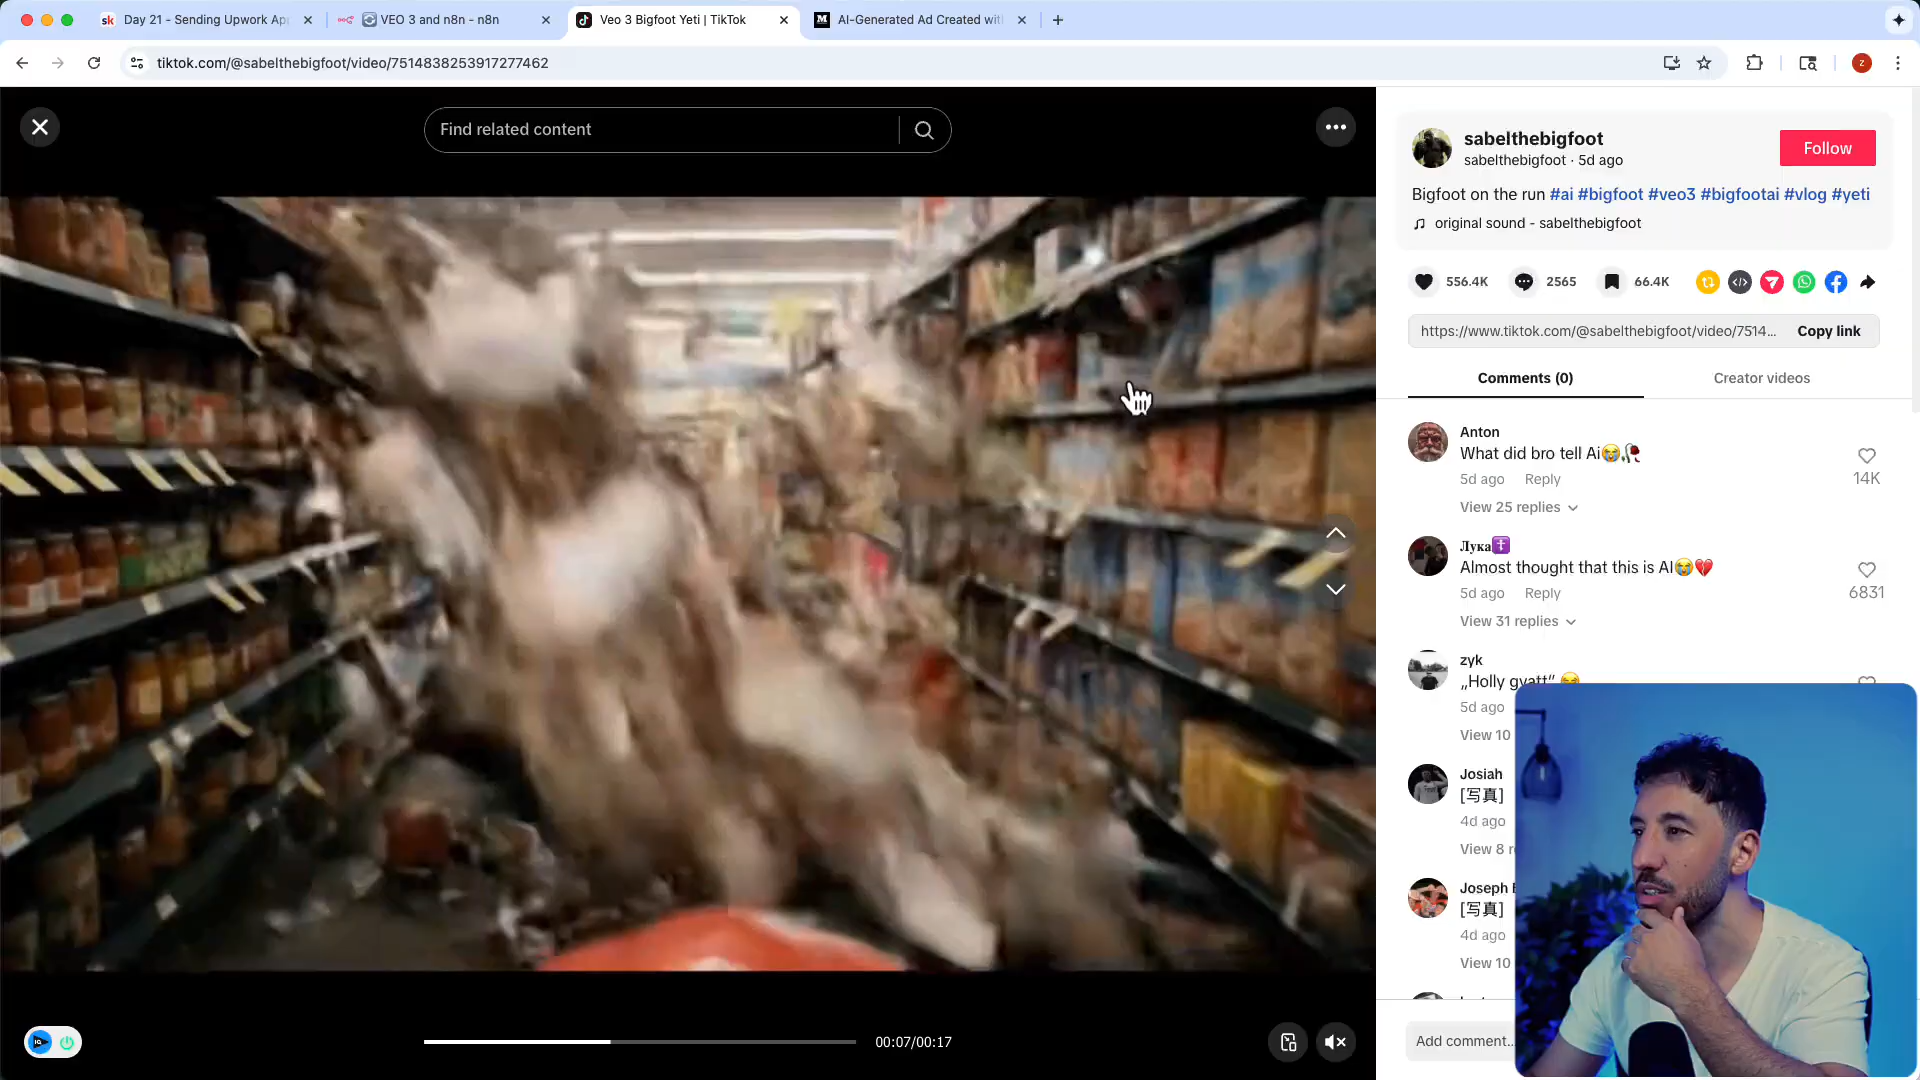 Day 21 - Sending Upwork Ap
VEO 3 and n8n - n8n
Veo 3 Bigfoot Yeti | TikTok
AI-Generated Ad Created wit
tiktok.com/@sabelthebigfoot/video/7514838253917277462
Find related content
sabelthebigfoot
sabelthebigfoot · 5d ago
Follow
Bigfoot on the run #ai #bigfoot #veo3 #bigfootai #vlog #yeti
original sound - sabelthebigfoot
556.4K
2565
66.4K
https://www.tiktok.com/@sabelthebigfoot/video/7514...
Copy link
Comments (0)
Creator videos
Anton
What did bro tell Ai😭🥀
5d ago
Reply
14K
View 25 replies
Лука✝️
Almost thought that this is AI😭💔
5d ago
Reply
6831
View 31 replies
zyk
„Holly gyatt” 😂
5d ago
View 10
Josiah
[写真]
4d ago
View 8 r
Joseph
[写真]
4d ago
View 10
00:07/00:17
Add comment...